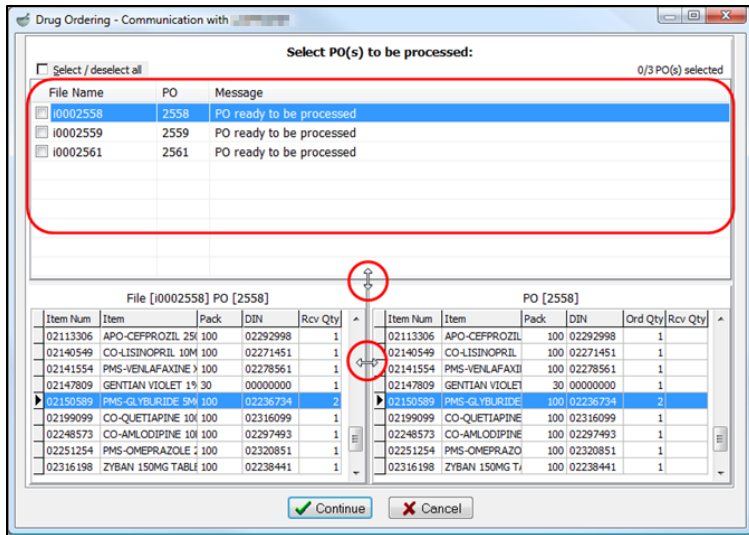 Drug Ordering - Communication with
Select PO(s) to be processed:
Select / deselect all 0/3 PO(s) selected
File Name PO Message
i0002558 2558 PO ready to be processed
i0002559 2559 PO ready to be processed
i0002561 2561 PO ready to be processed
File [i0002558] PO [2558] PO [2558]
Item Num Item Pack DIN Rcv Qty Item Num Item Pack DIN Ord Qty Rcv Qty
02113306 APO-CEFPROZIL 25( 100 02292998 1 02113306 APO-CEFPROZIL 100 02292998 1
02140549 CO-LISINOPRIL 10M 100 02271451 1 02140549 CO-LISINOPRIL 100 02271451 1
02141554 PMS-VENLAFAXINE 100 02278561 1 02141554 PMS-VENLAFAXI 100 02278561 1
02147809 GENTIAN VIOLET 1% 30 00000000 1 02147809 GENTIAN VIOLET 30 00000000 1
02150589 PMS-GLYBURIDE 5M 100 02236734 2 02150589 PMS-GLYBURIDE 100 02236734 2
02199099 CO-QUETIAPINE 10( 100 02316099 1 02199099 CO-QUETIAPINE 100 02316099 1
02248573 CO-AMLODIPINE 10 100 02297493 1 02248573 CO-AMLODIPINE 100 02297493 1
02251254 PMS-OMEPRAZOLE 2 100 02320851 1 02251254 PMS-OMEPRAZO 100 02320851 1
02316198 ZYBAN 150MG TABLE 100 02238441 1 02316198 ZYBAN 150MG TA 100 02238441 1
Continue Cancel